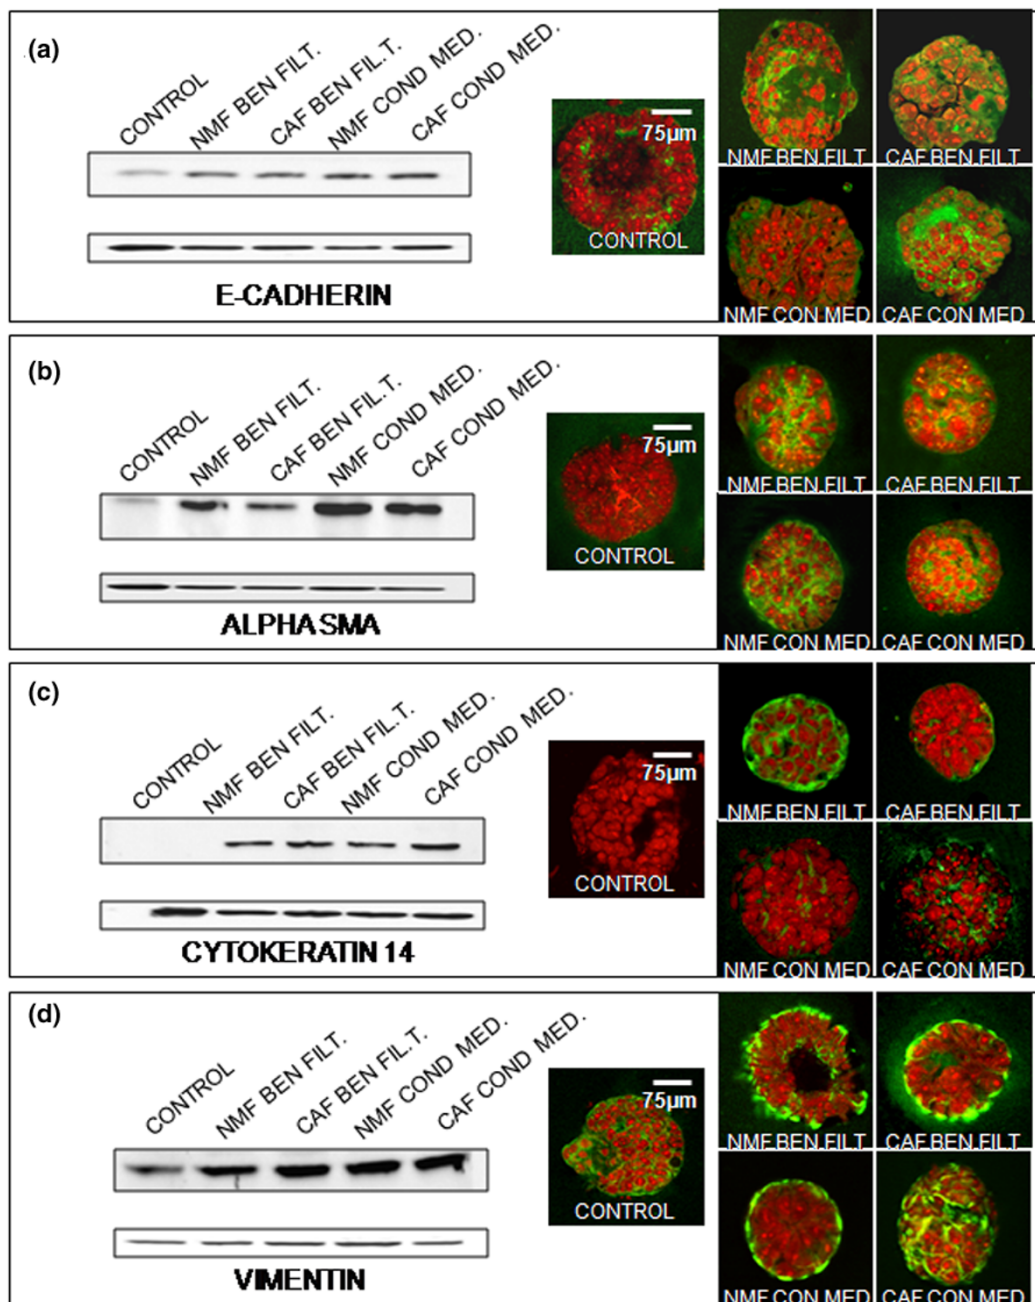 (a)
CONTROL
NMF BEN FILT.
CAF BEN FIL.T.
NMF COND MED.
CAF COND MED.
E-CADHERIN
75µm
CONTROL
NMF BEN.FILT
CAF BEN.FILT
NMF CON MED
CAF CON MED
(b)
CONTROL
NMF BEN FILT.
CAF BEN FIL.T.
NMF COND MED.
CAF COND MED.
ALPHA SMA
75µm
CONTROL
NMF BEN.FILT
CAF BEN.FILT
NMF CON MED
CAF CON MED
(c)
CONTROL
NMF BEN FILT.
CAF BEN FIL.T.
NMF COND MED.
CAF COND MED.
CYTOKERATIN 14
75µm
CONTROL
NMF BEN.FILT
CAF BEN.FILT
NMF CON MED
CAF CON MED
(d)
CONTROL
NMF BEN FILT.
CAF BEN FIL.T.
NMF COND MED.
CAF COND MED.
VIMENTIN
75µm
CONTROL
NMF BEN.FILT
CAF BEN.FILT
NMF CON MED
CAF CON MED